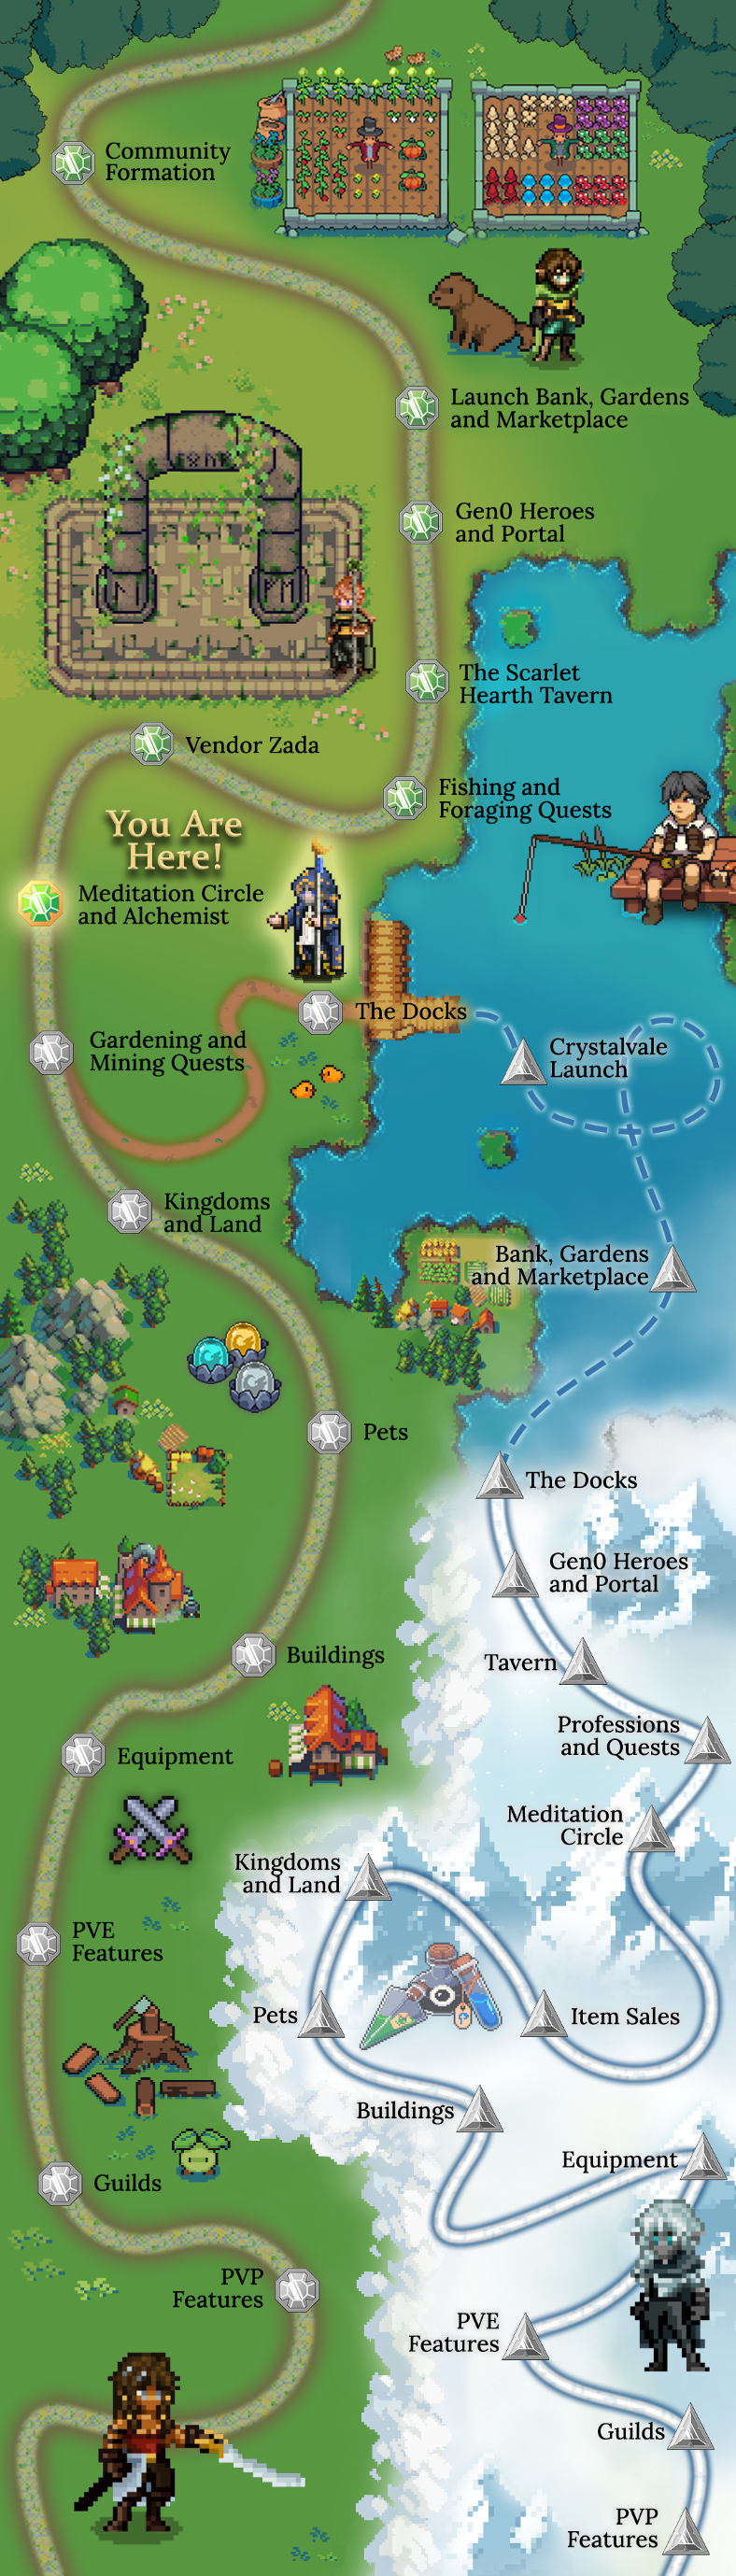 Community
Formation
Launch Bank, Gardens
and Marketplace
Gen0 Heroes
and Portal
The Scarlet
Hearth Tavern
Vendor Zada
Fishing and
Foraging Quests
You Are
Here!
Meditation Circle
and Alchemist
The Docks
Gardening and
Mining Quests
Crystalvale
Launch
Kingdoms
and Land
Bank, Gardens
and Marketplace
Pets
The Docks
Gen0 Heroes
and Portal
Buildings
Tavern
Professions
and Quests
Equipment
Meditation
Circle
Kingdoms
and Land
PVE
Features
Pets
Item Sales
Buildings
Equipment
Guilds
PVP
Features
PVE
Features
Guilds
PVP
Features